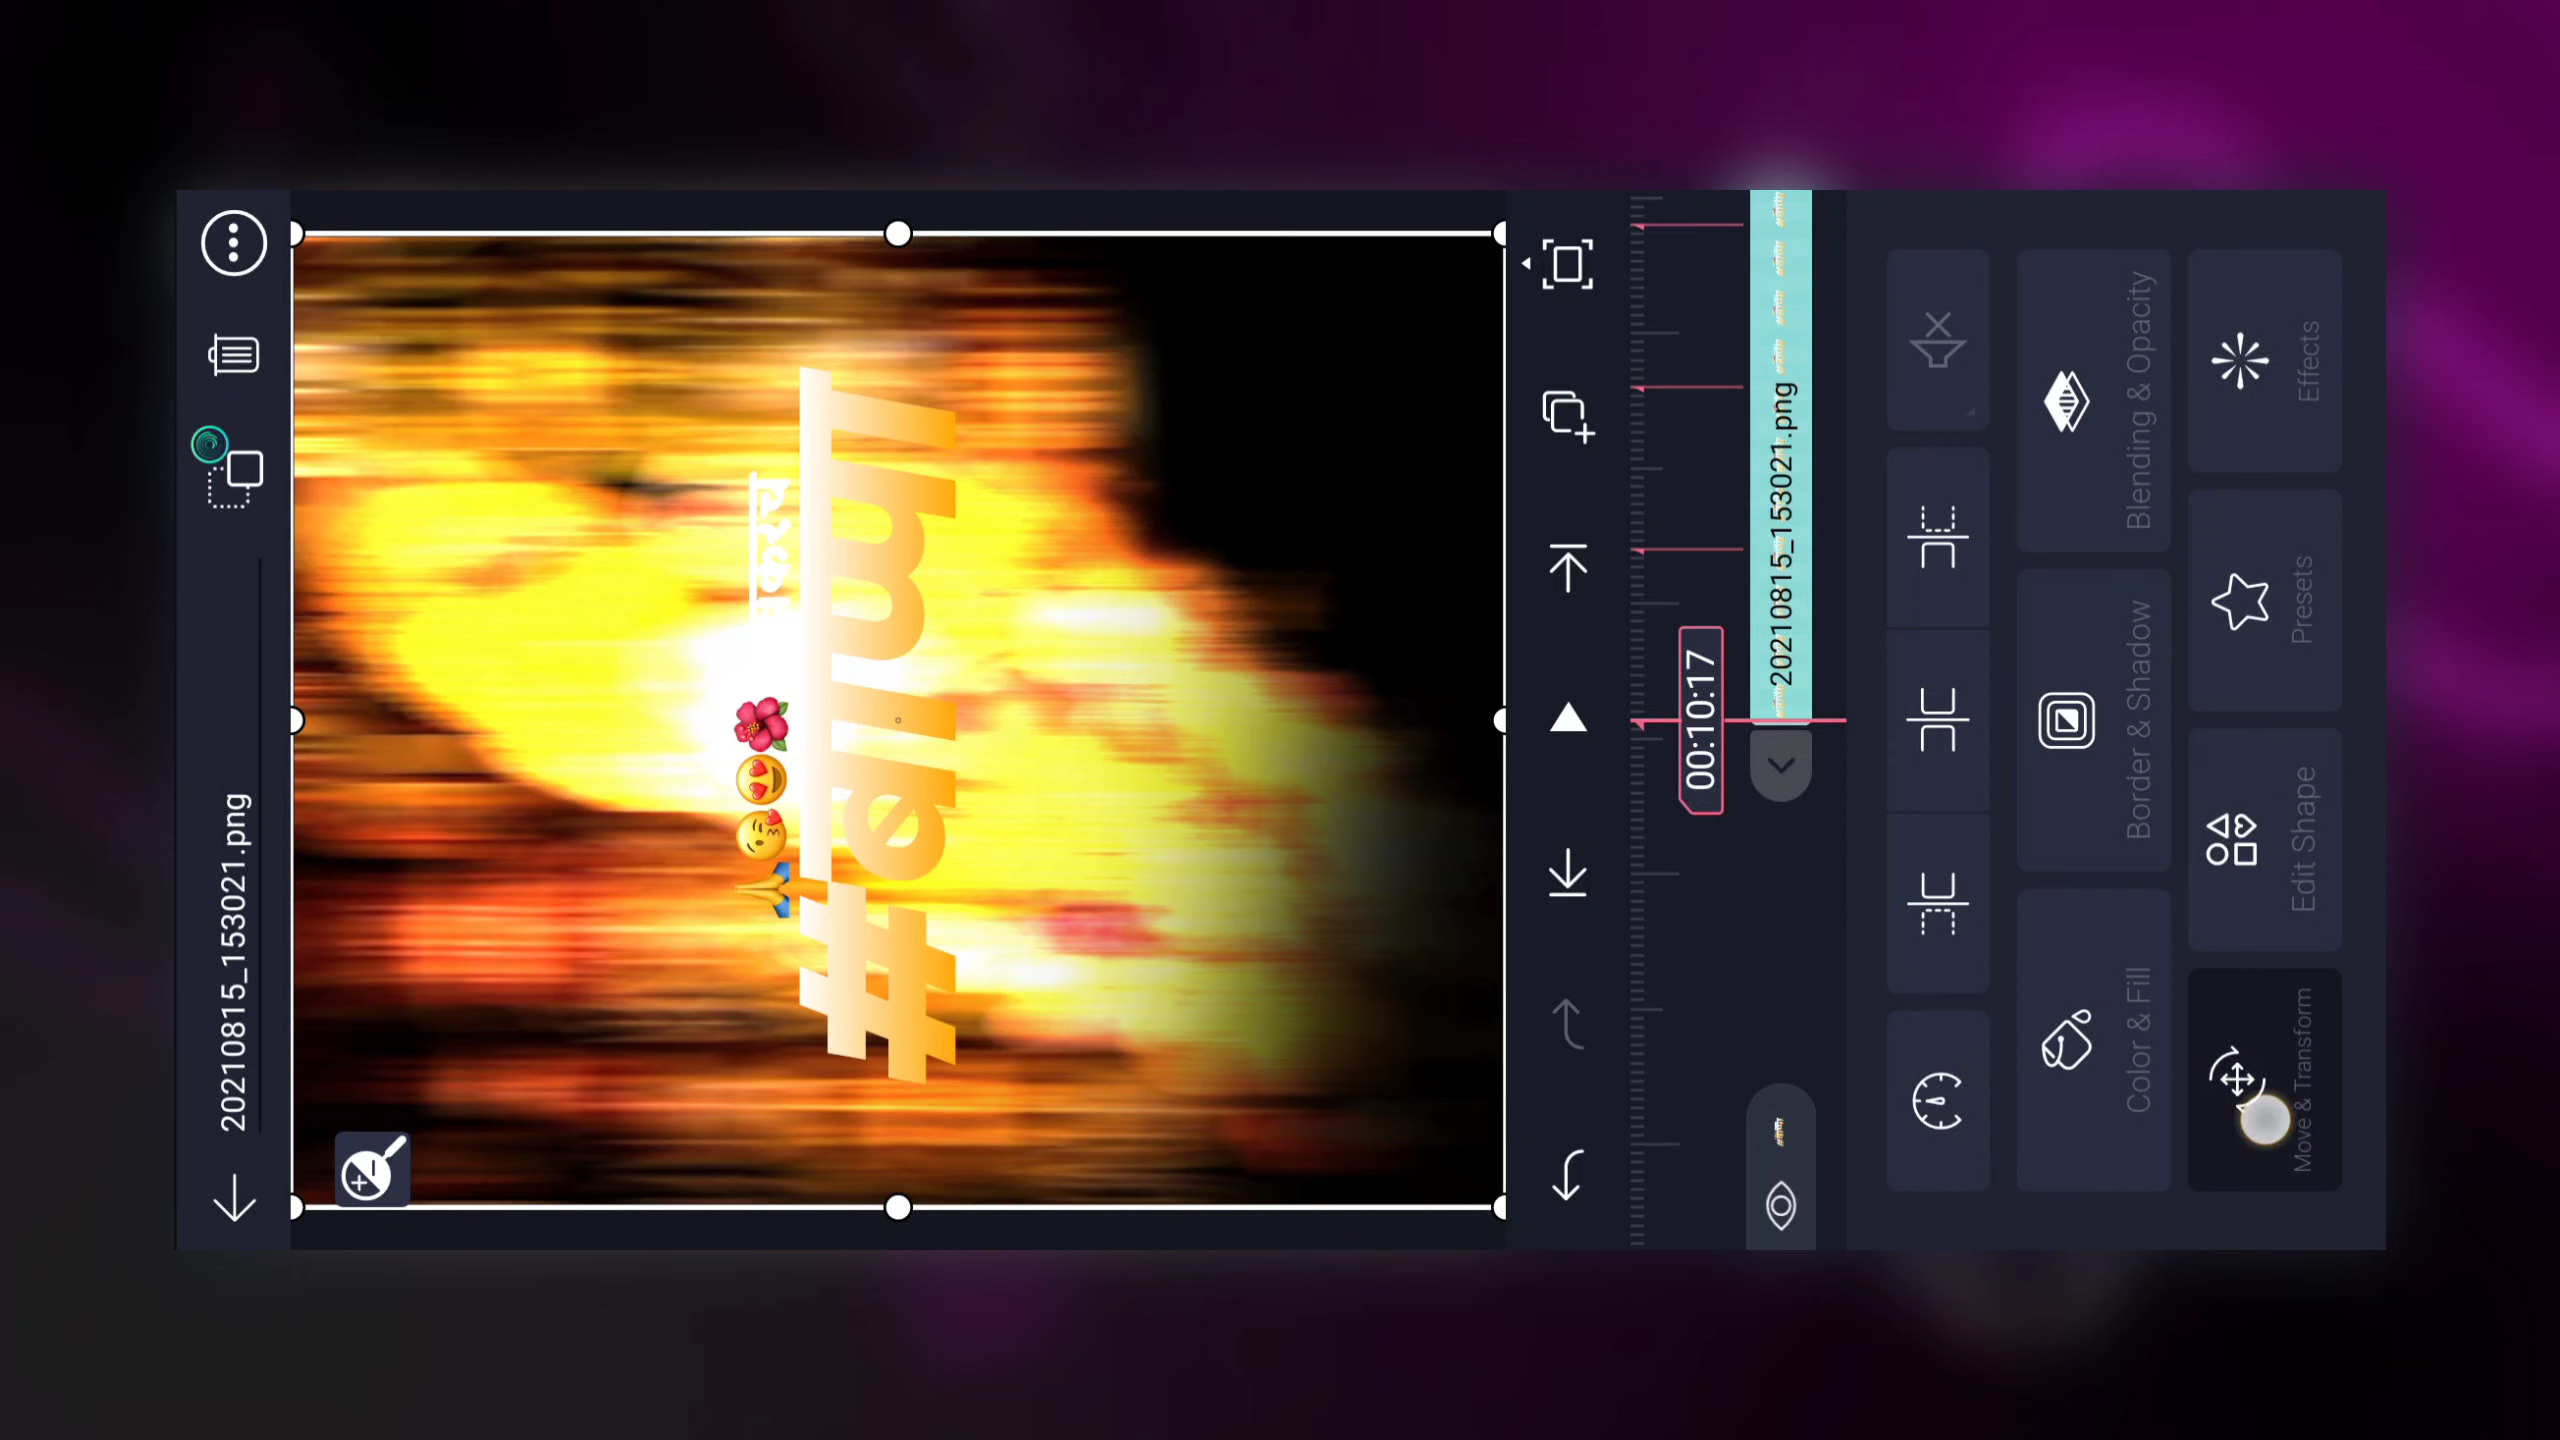 20210815_153021.png
00:10:17
20210815_153021.png
Color & Fill
Border & Shadow
Blending & Opacity
Move & Transform
Edit Shape
Presets
Effects